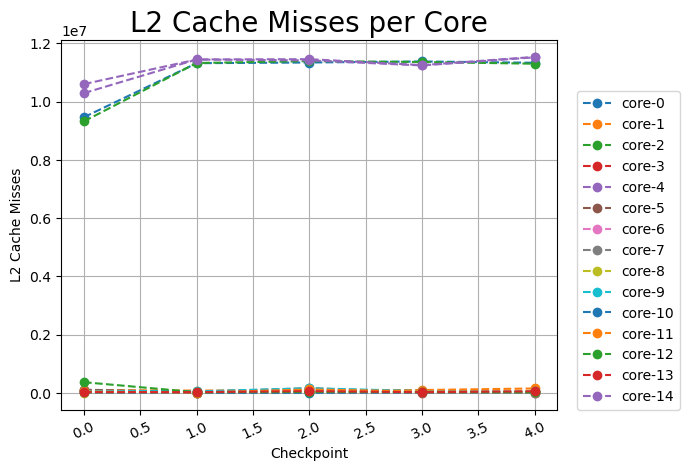 L2 Cache Misses per Core
1e7
1.2
1.0
0.8
0.6
0.4
0.2
0.0
L2 Cache Misses
0.0 0.5 1.0 1.5 2.0 2.5 3.0 3.5 4.0
Checkpoint
core-0
core-1
core-2
core-3
core-4
core-5
core-6
core-7
core-8
core-9
core-10
core-11
core-12
core-13
core-14